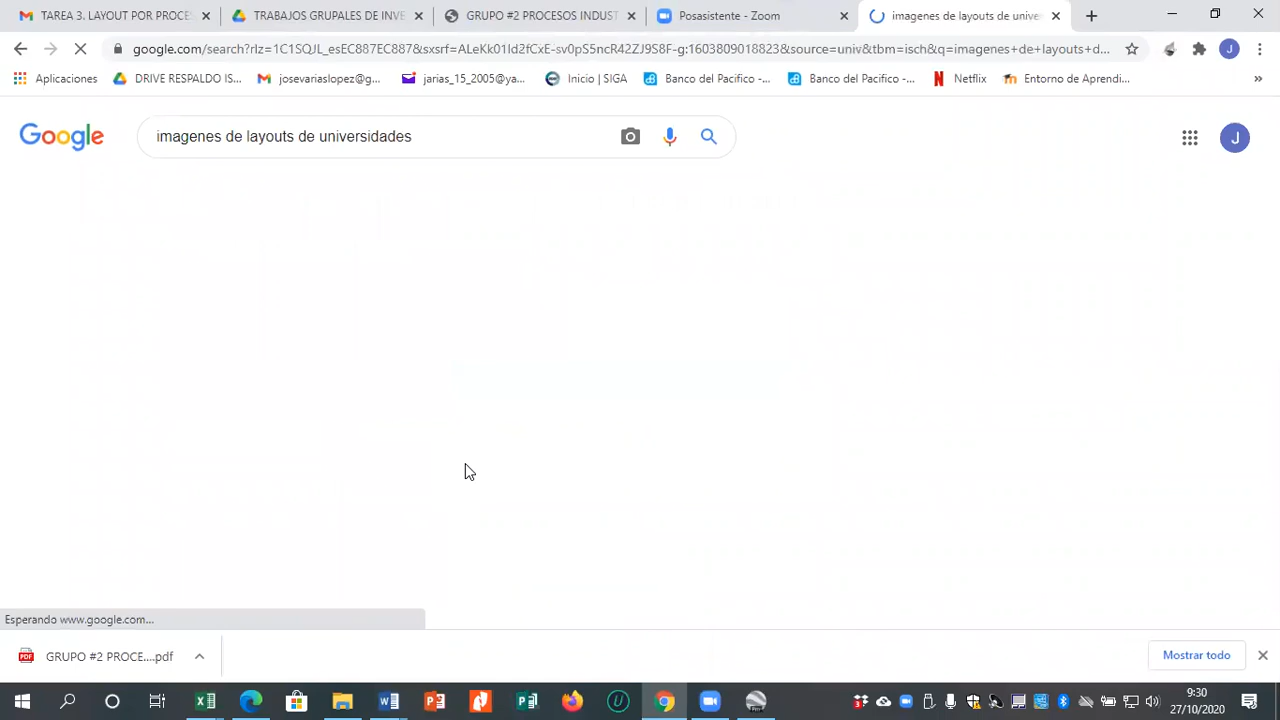 TAREA 3. LAYOUT POR PROCES
TRABAJOS GRUPALES DE INVE
GRUPO #2 PROCESOS INDUST
Posasistente - Zoom
imagenes de layouts de univer
google.com/search?rlz=1C1SQJL_esEC887EC887&sxsrf=ALeKk01Id2fCxE-sv0pS5ncR42ZJ9S8F-g:1603809018823&source=univ&tbm=isch&q=imagenes+de+layouts+d...
Aplicaciones
DRIVE RESPALDO IS...
josevariaslopez@g...
jarias_15_2005@ya...
Inicio | SIGA
Banco del Pacifico -...
Banco del Pacifico -...
Netflix
Entorno de Aprendi...
Google
imagenes de layouts de universidades
J
Esperando www.google.com...
GRUPO #2 PROCE....pdf
Mostrar todo
9:30
27/10/2020